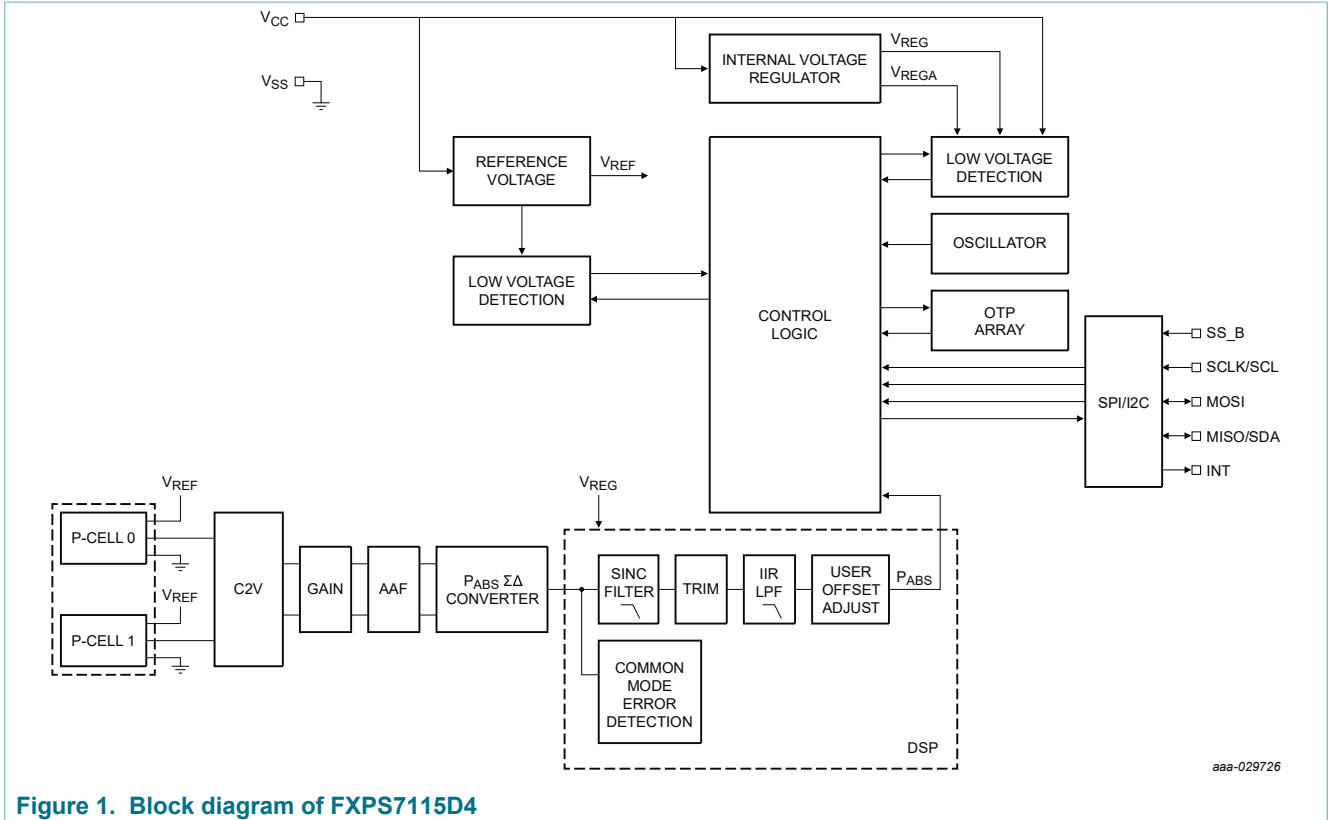 VCC
VSS
INTERNAL VOLTAGE
REGULATOR
VREG
VREGA
REFERENCE
VOLTAGE
VREF
LOW VOLTAGE
DETECTION
CONTROL
LOGIC
LOW VOLTAGE
DETECTION
OSCILLATOR
OTP
ARRAY
SPI/I2C
SS_B
SCLK/SCL
MOSI
MISO/SDA
INT
VREF
P-CELL 0
VREF
P-CELL 1
C2V
GAIN
AAF
PABS ΣΔ
CONVERTER
VREG
SINC
FILTER
TRIM
IIR
LPF
USER
OFFSET
ADJUST
PABS
COMMON
MODE
ERROR
DETECTION
DSP
aaa-029726
Figure 1. Block diagram of FXPS7115D4